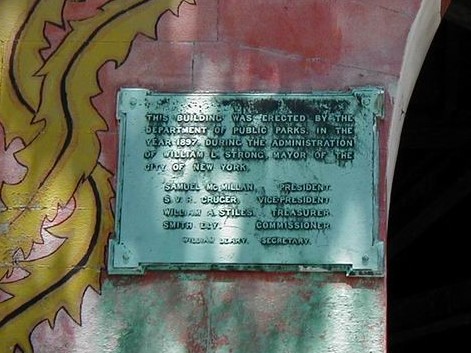 THIS BUILDING WAS ERECTED BY THE
DEPARTMENT OF PUBLIC PARKS, IN THE
YEAR 1897, DURING THE ADMINISTRATION
OF WILLIAM L. STRONG, MAYOR OF THE
CITY OF NEW YORK.
SAMUEL MCMILLAN, PRESIDENT.
S. V. R. CRUGER, VICE PRESIDENT.
WILLIAM A. STILES, TREASURER.
SMITH ELY, COMMISSIONER.
WILLIAM LEARY, SECRETARY.